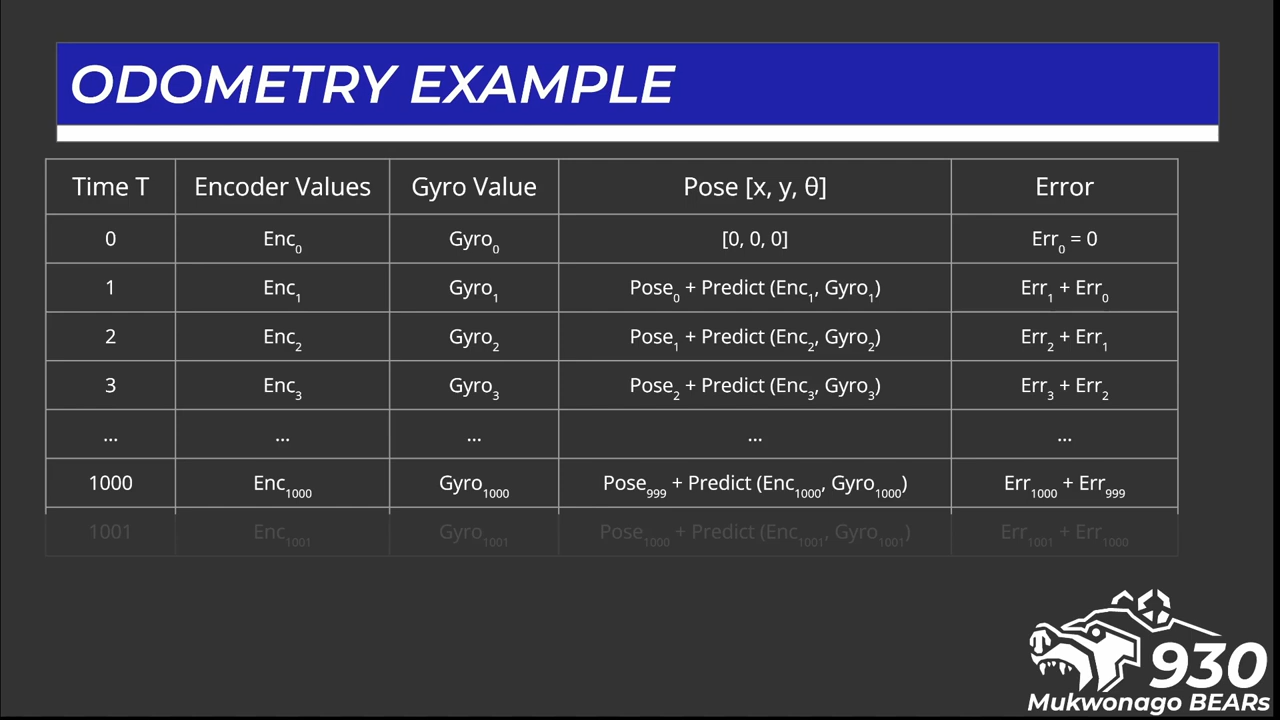 ODOMETRY EXAMPLE
Time T Encoder Values Gyro Value Pose [x, y, θ] Error
0 Enc₀ Gyro₀ [0, 0, 0] Err₀ = 0
1 Enc₁ Gyro₁ Pose₀ + Predict (Enc₁, Gyro₁) Err₁ + Err₀
2 Enc₂ Gyro₂ Pose₁ + Predict (Enc₂, Gyro₂) Err₂ + Err₁
3 Enc₃ Gyro₃ Pose₂ + Predict (Enc₃, Gyro₃) Err₃ + Err₂
... ... ... ... ...
1000 Enc₁₀₀₀ Gyro₁₀₀₀ Pose₉₉₉ + Predict (Enc₁₀₀₀, Gyro₁₀₀₀) Err₁₀₀₀ + Err₉₉₉
1001 Enc₁₀₀₁ Gyro₁₀₀₁ Pose₁₀₀₀ + Predict (Enc₁₀₀₁, Gyro₁₀₀₁) Err₁₀₀₁ + Err₁₀₀₀
930
Mukwonago BEARs